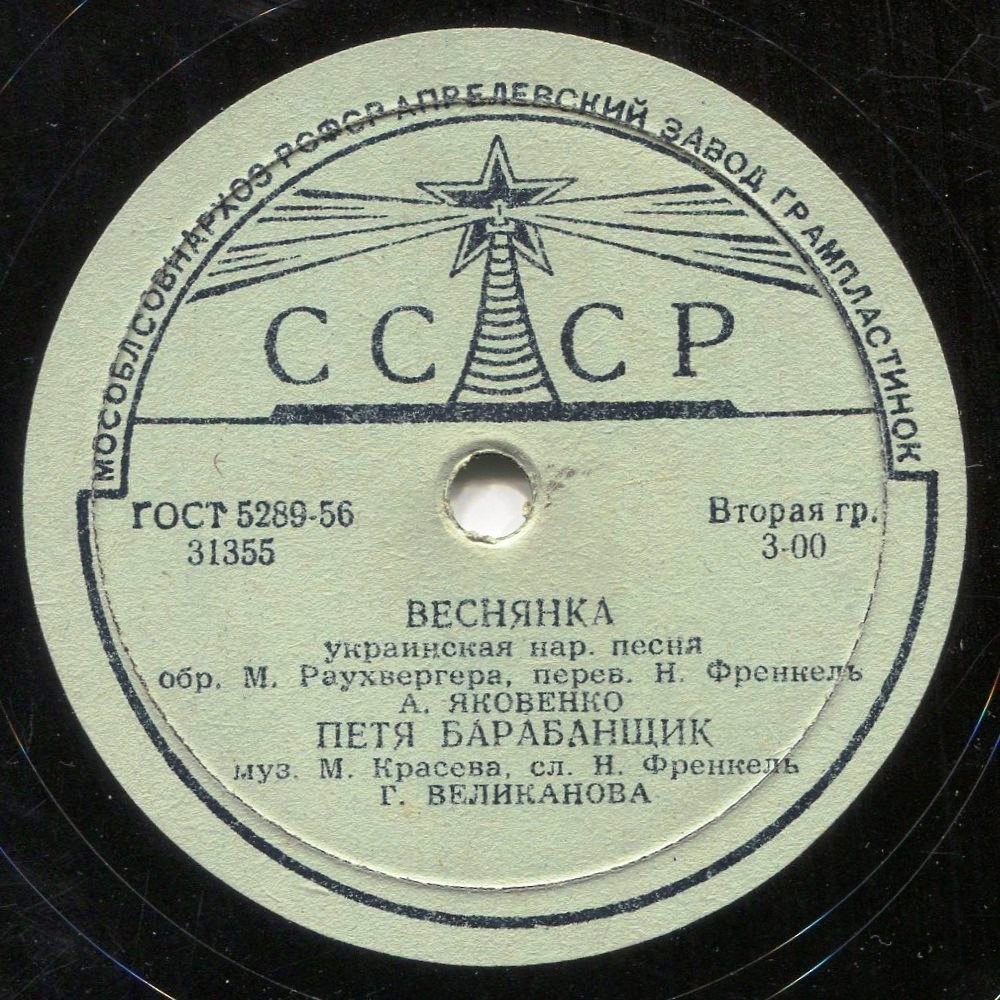 МОСОБЛСОВНАРХОЗ РСФСР АПРЕЛЕВСКИЙ ЗАВОД ГРАМПЛАСТИНОК
СССР
ГОСТ 5289-56
31355
Вторая гр.
3-00
ВЕСНЯНКА
украинская нар. песня
обр. М. Раухвергера, перев. Н. Френкель
А. ЯКОВЕНКО
ПЕТЯ БАРАБАНЩИК
муз. М. Красева, сл. Н. Френкель
Г. ВЕЛИКАНОВА